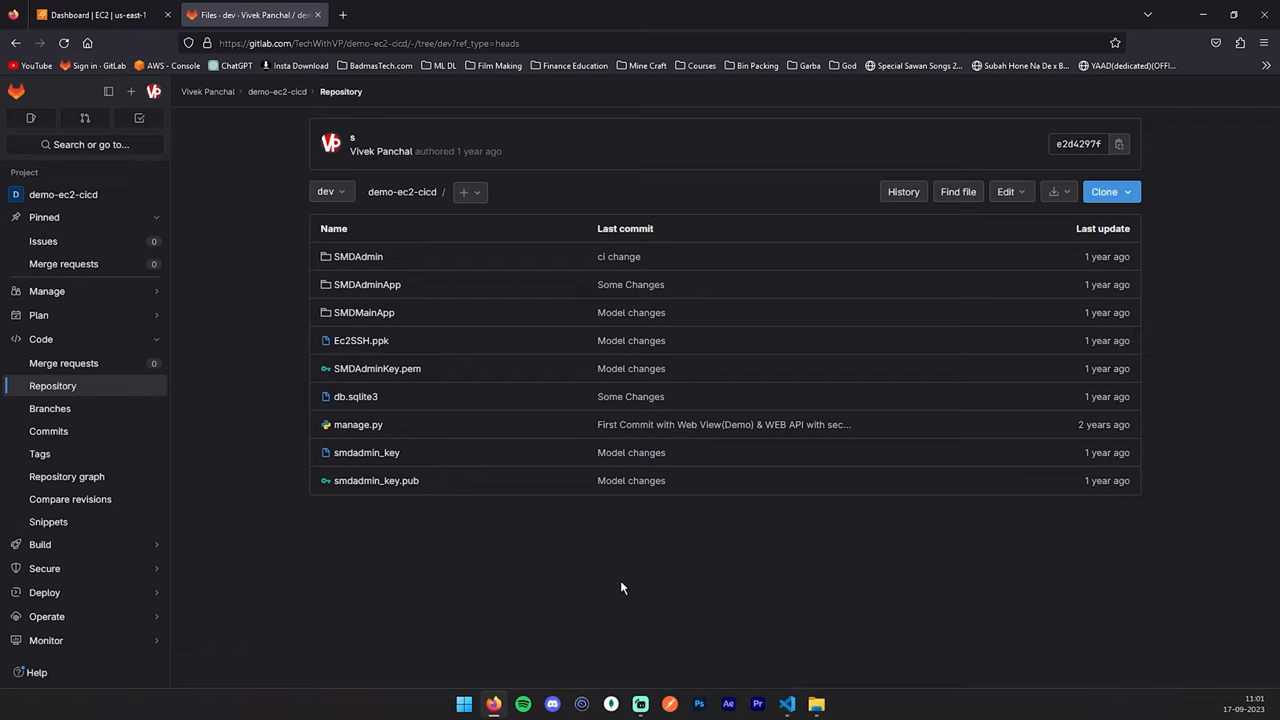 Dashboard | EC2 | us-east-1
Files · dev · Vivek Panchal / dem
https://gitlab.com/TechWithVP/demo-ec2-cicd/-/tree/dev?ref_type=heads
YouTube
Sign in · GitLab
AWS - Console
ChatGPT
Insta Download
BadmasTech.com
ML DL
Film Making
Finance Education
Mine Craft
Courses
Bin Packing
Garba
God
Special Sawan Songs 2...
Subah Hone Na De x B...
YAAD(dedicated)(OFFI...
VP
Vivek Panchal
demo-ec2-cicd
Repository
Search or go to...
Project
D demo-ec2-cicd
Pinned
Issues 0
Merge requests 0
Manage
Plan
Code
Merge requests 0
Repository
Branches
Commits
Tags
Repository graph
Compare revisions
Snippets
Build
Secure
Deploy
Operate
Monitor
Help
VP
s
Vivek Panchal authored 1 year ago
e2d4297f
dev
demo-ec2-cicd /
History
Find file
Edit
Clone
Name Last commit Last update
SMDAdmin ci change 1 year ago
SMDAdminApp Some Changes 1 year ago
SMDMainApp Model changes 1 year ago
Ec2SSH.ppk Model changes 1 year ago
SMDAdminKey.pem Model changes 1 year ago
db.sqlite3 Some Changes 1 year ago
manage.py First Commit with Web View(Demo) & WEB API with sec... 2 years ago
smdadmin_key Model changes 1 year ago
smdadmin_key.pub Model changes 1 year ago
Ps
Ae
Pr
11:01
17-09-2023